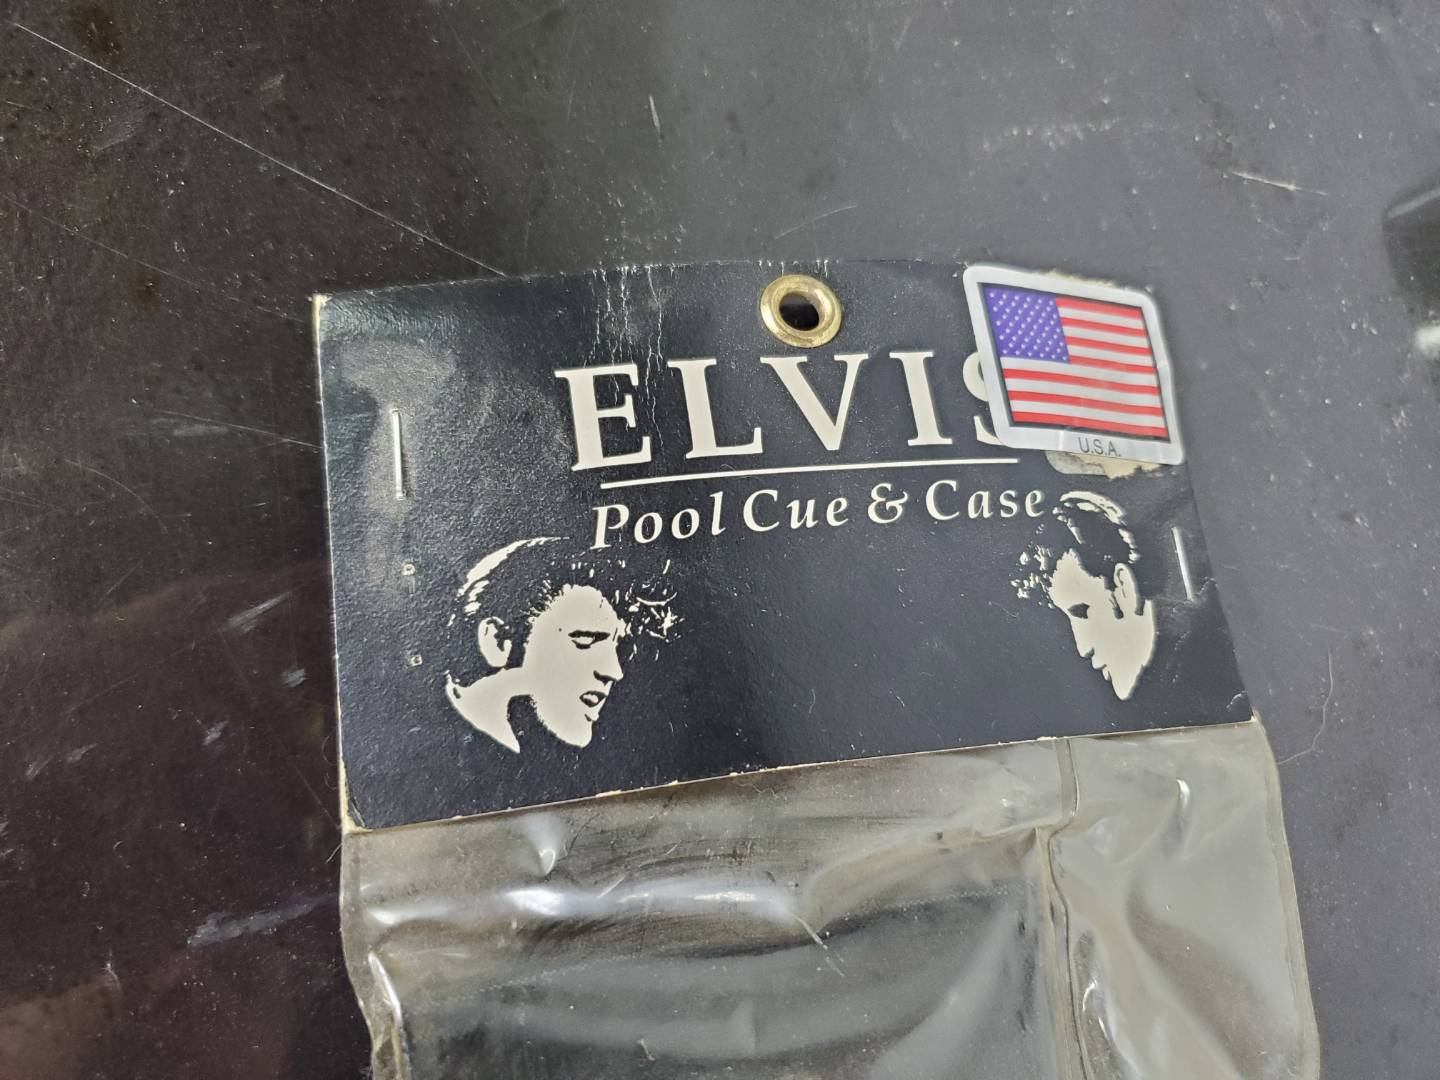 ELVIS
Pool Cue & Case
U.S.A.